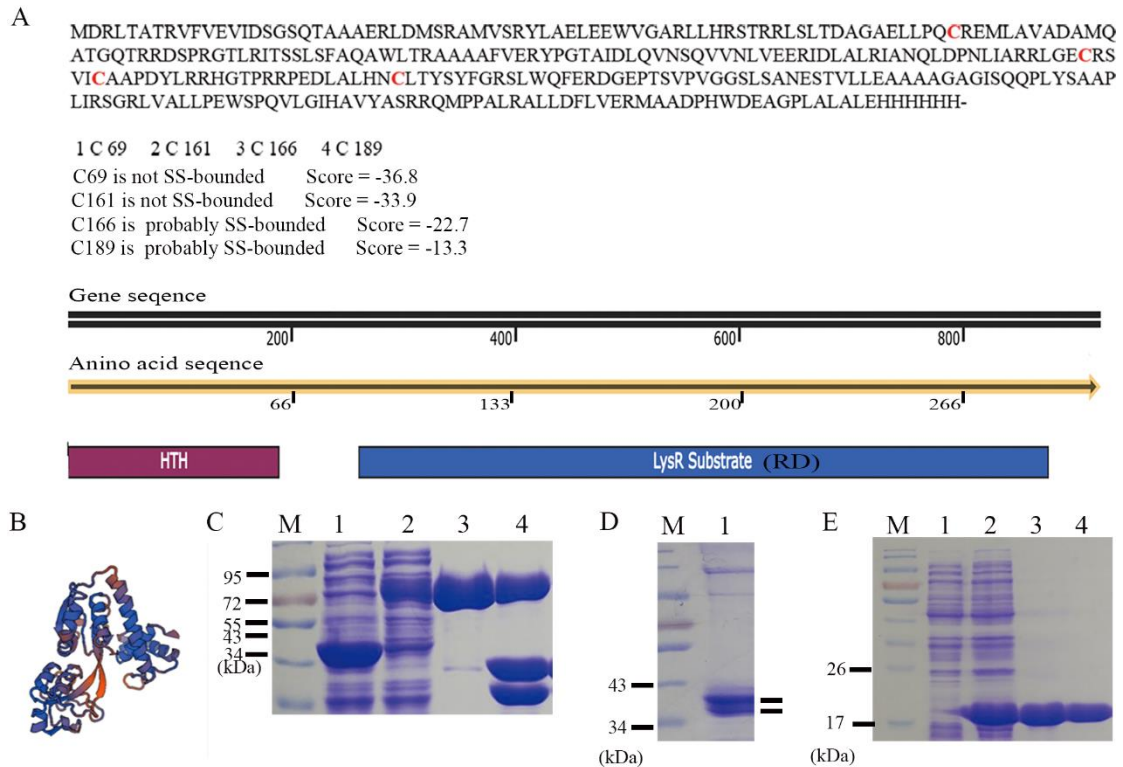 A
MDRLTATRVFVEVIDSGSQTAAAERLDMSRAMVSRYLAELEEWVGARLLHRSTRRLSLTDAGAELLPQCREMLAVADAMQ
ATGQTRRDSPRGTLRITSSLSFAQAWLTRAAAAFVERYPGTAIDLQVNSQVVNLVEERIDLALRIANQLDPNLIARRLGECRS
VICAAPDYLRRHGTPRRPEDLALHNCLTYSYFGRSLWQFERDGEPTSVPVGGSLSANESTVLLEAAAAGAGISQQPLYSAAP
LIRSGRLVALLPEWSPQVLGIHAVYASRRQMPPALRALLDFLVERMAADPHWDEAGPLALALEHHHHHH-
1 C 69 2 C 161 3 C 166 4 C 189
C69 is not SS-bounded Score = -36.8
C161 is not SS-bounded Score = -33.9
C166 is probably SS-bounded Score = -22.7
C189 is probably SS-bounded Score = -13.3
Gene seqence
200 400 600 800
Anino acid seqence
66 133 200 266
HTH LysR Substrate (RD)
B C M 1 2 3 4 D M 1 E M 1 2 3 4
95
72
55
43
34
(kDa)
43
34
(kDa)
26
17
(kDa)